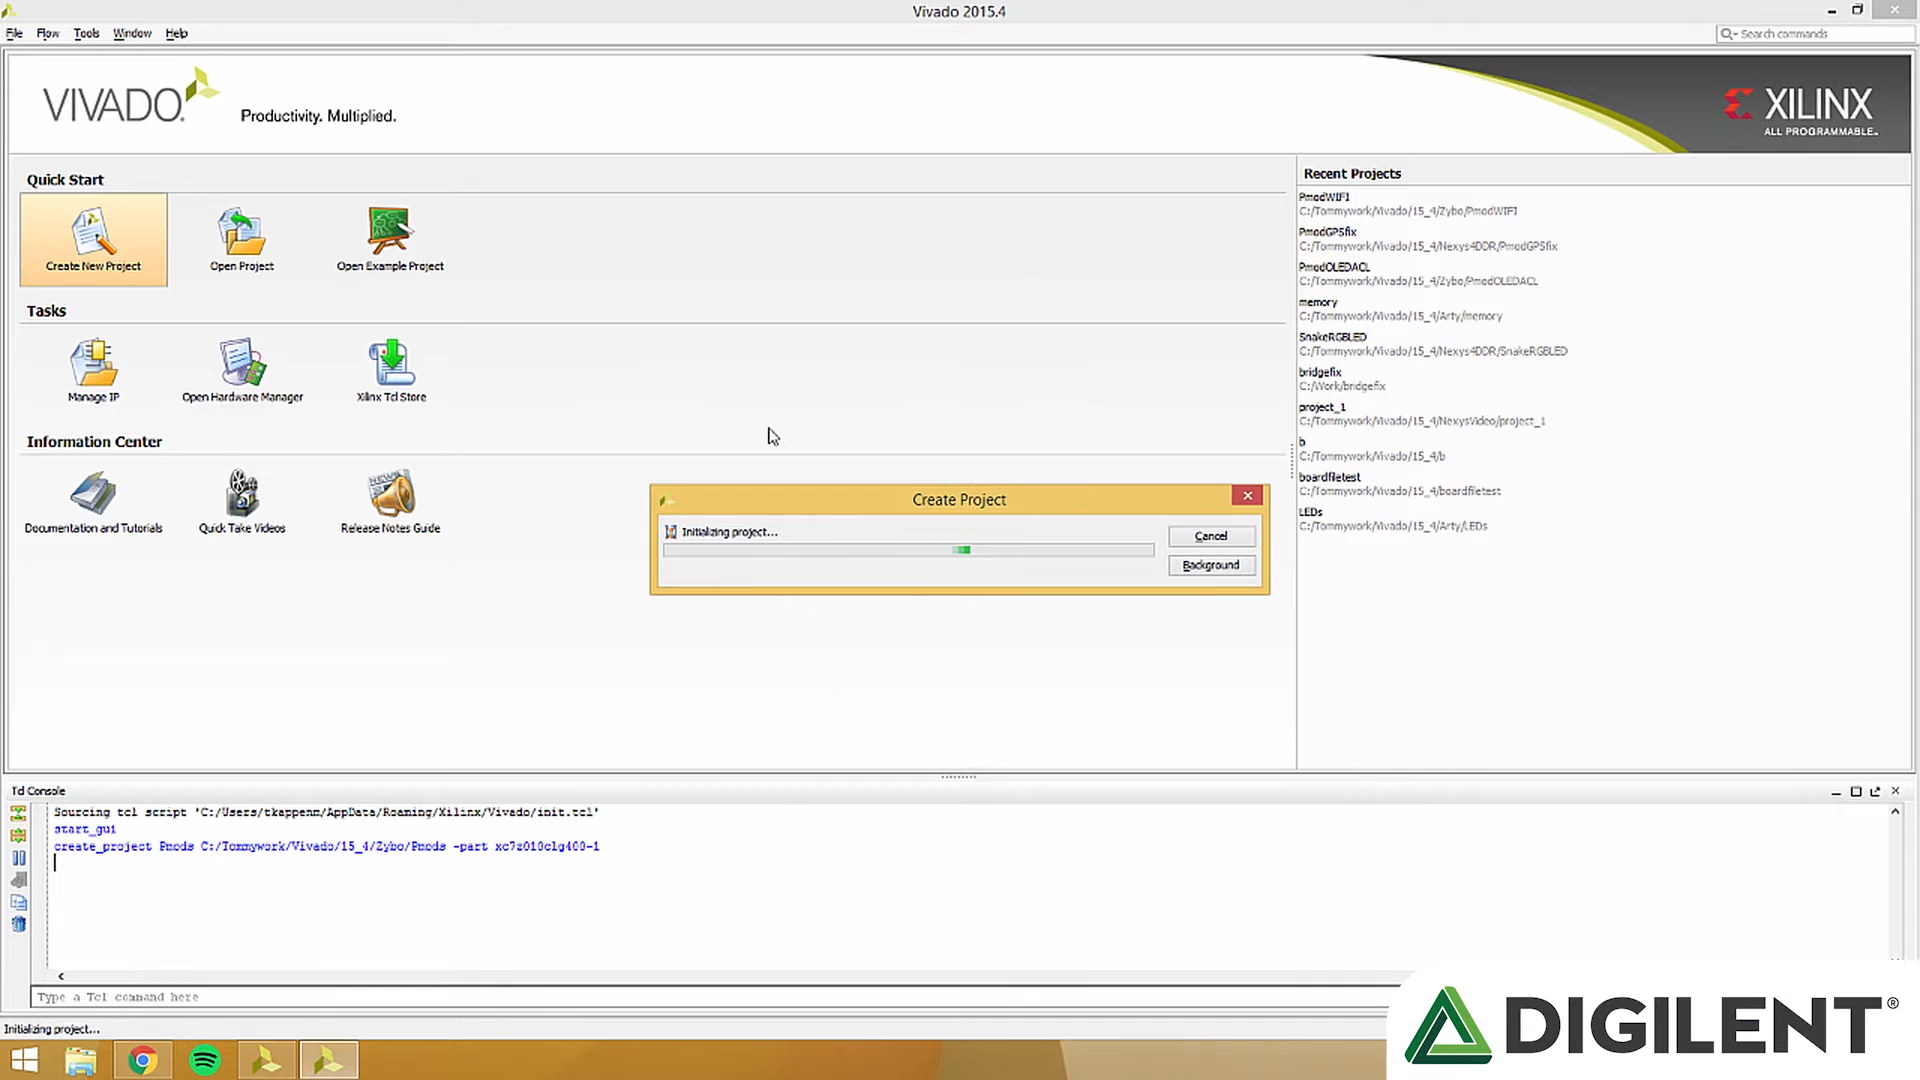 Vivado 2015.4
File Flow Tools Window Help
Search commands
VIVADO.
Productivity. Multiplied.
XILINX
ALL PROGRAMMABLE™
Quick Start
Create New Project
Open Project
Open Example Project
Tasks
Manage IP
Open Hardware Manager
Xilinx Tcl Store
Information Center
Documentation and Tutorials
Quick Take Videos
Release Notes Guide
Recent Projects
PmodWIFI
C:/Tommywork/Vivado/15_4/Zybo/PmodWIFI
PmodGPSfix
C:/Tommywork/Vivado/15_4/Nexys4DDR/PmodGPSfix
PmodOLEDACL
C:/Tommywork/Vivado/15_4/Zybo/PmodOLEDACL
memory
C:/Tommywork/Vivado/15_4/Arty/memory
SnakeRGBLED
C:/Tommywork/Vivado/15_4/Nexys4DDR/SnakeRGBLED
bridgefix
C:/Work/bridgefix
project_1
C:/Tommywork/Vivado/15_4/NexysVideo/project_1
b
C:/Tommywork/Vivado/15_4/b
boardfiletest
C:/Tommywork/Vivado/15_4/boardfiletest
LEDs
C:/Tommywork/Vivado/15_4/Arty/LEDs
Create Project
Initializing project...
Cancel
Background
Tcl Console
Sourcing tcl script 'C:/Users/tkappenm/AppData/Roaming/Xilinx/Vivado/init.tcl'
start_gui
create_project Pmods C:/Tommywork/Vivado/15_4/Zybo/Pmods -part xc7z010clg400-1
Type a Tcl command here
Initializing project...
DIGILENT®